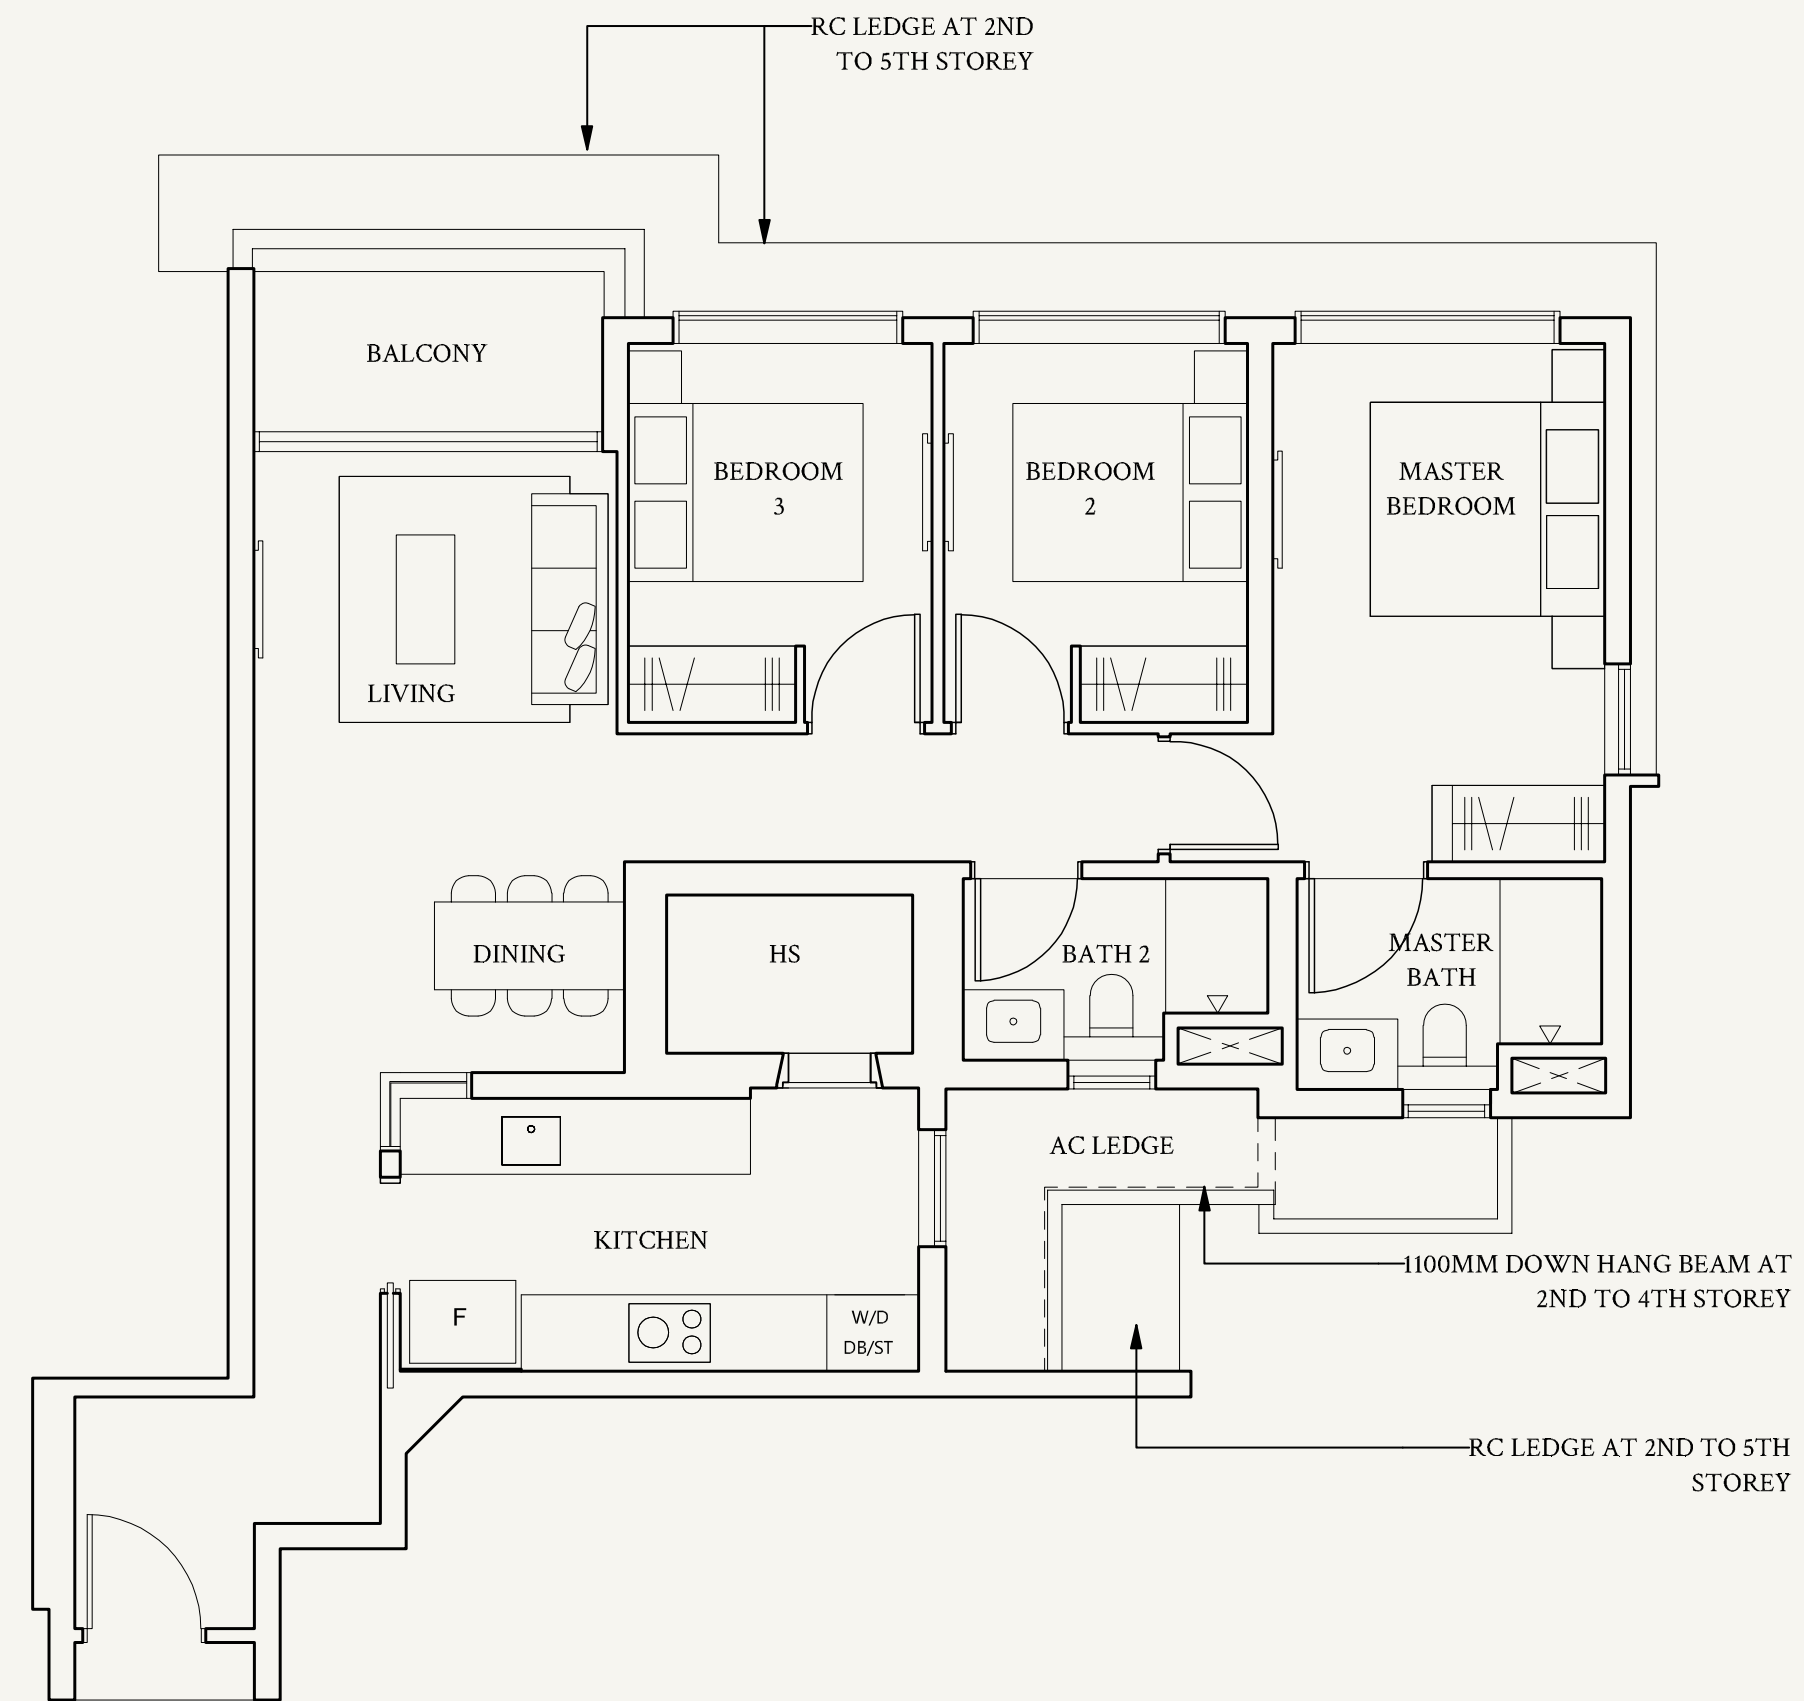 RC LEDGE AT 2ND
TO 5TH STOREY
BALCONY
BEDROOM
3
BEDROOM
2
MASTER
BEDROOM
LIVING
DINING
HS
BATH 2
MASTER
BATH
AC LEDGE
KITCHEN
1100MM DOWN HANG BEAM AT
2ND TO 4TH STOREY
F
W/D
DB/ST
RC LEDGE AT 2ND TO 5TH
STOREY